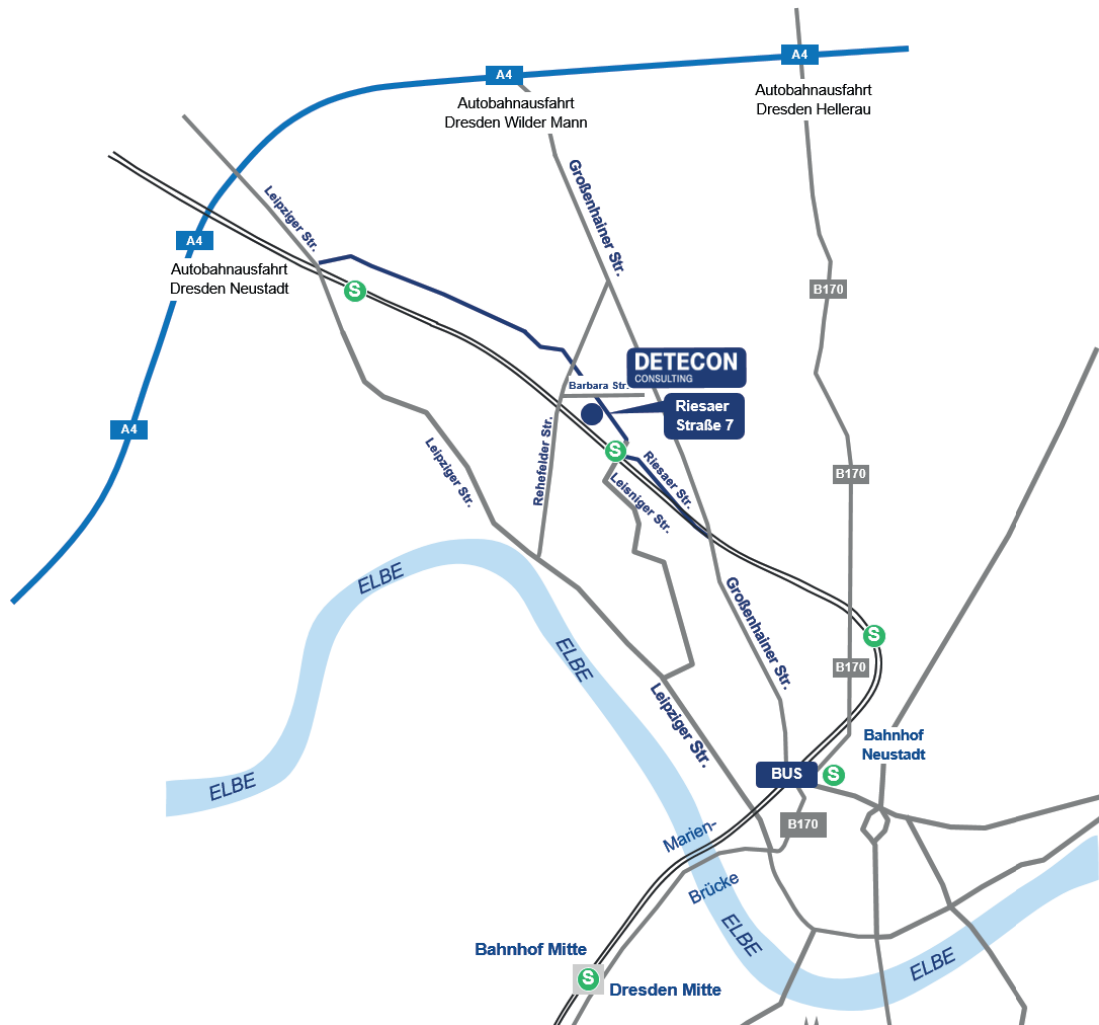 A4
A4
Autobahnausfahrt
Dresden Wilder Mann
Autobahnausfahrt
Dresden Hellerau
Leipziger Str.
Großenhainer Str.
A4
Autobahnausfahrt
Dresden Neustadt
S
B170
DETECON
CONSULTING
Barbara Str.
Riesaer
Straße 7
A4
Rehefelder Str.
Leipziger Str.
S
Riesaer Str.
Leisniger Str.
B170
ELBE
ELBE
Großenhainer Str.
S
B170
Leipziger Str.
Bahnhof
Neustadt
BUS
S
ELBE
B170
Marien-
Brücke
ELBE
ELBE
Bahnhof Mitte
S
Dresden Mitte